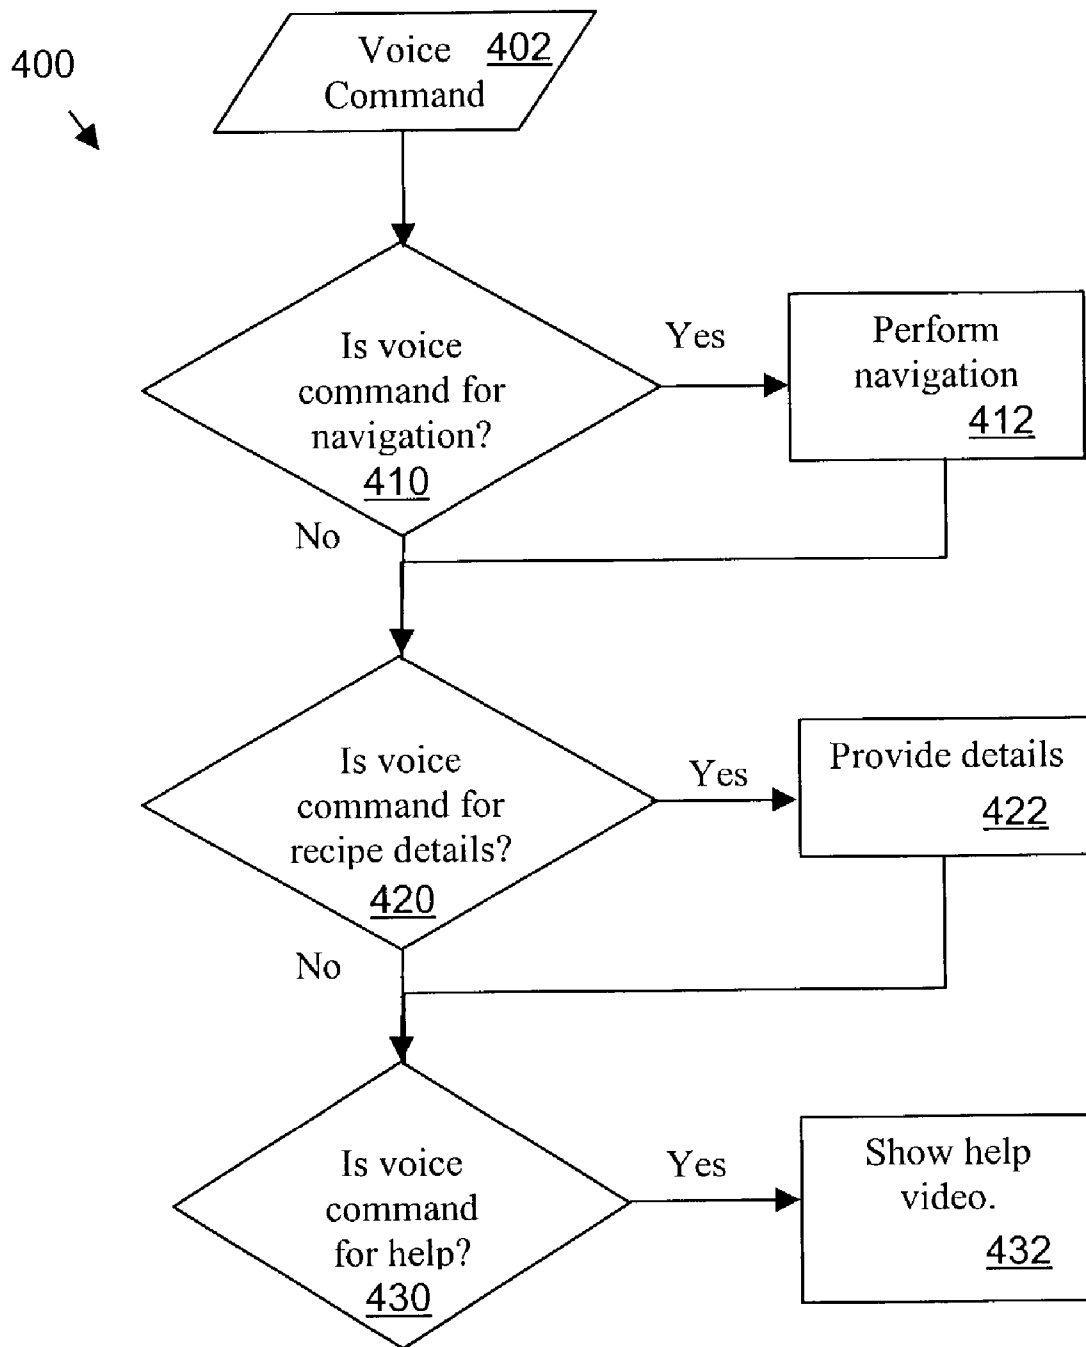 400
Voice 402
Command
Is voice
command for
navigation?
410
Yes
Perform
navigation
412
No
Is voice
command for
recipe details?
420
Yes
Provide details
422
No
Is voice
command
for help?
430
Yes
Show help
video.
432